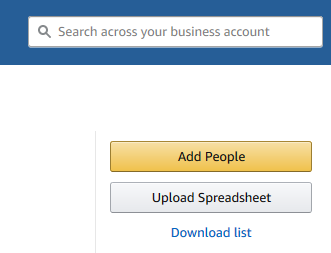 Search across your business account
Add People
Upload Spreadsheet
Download list